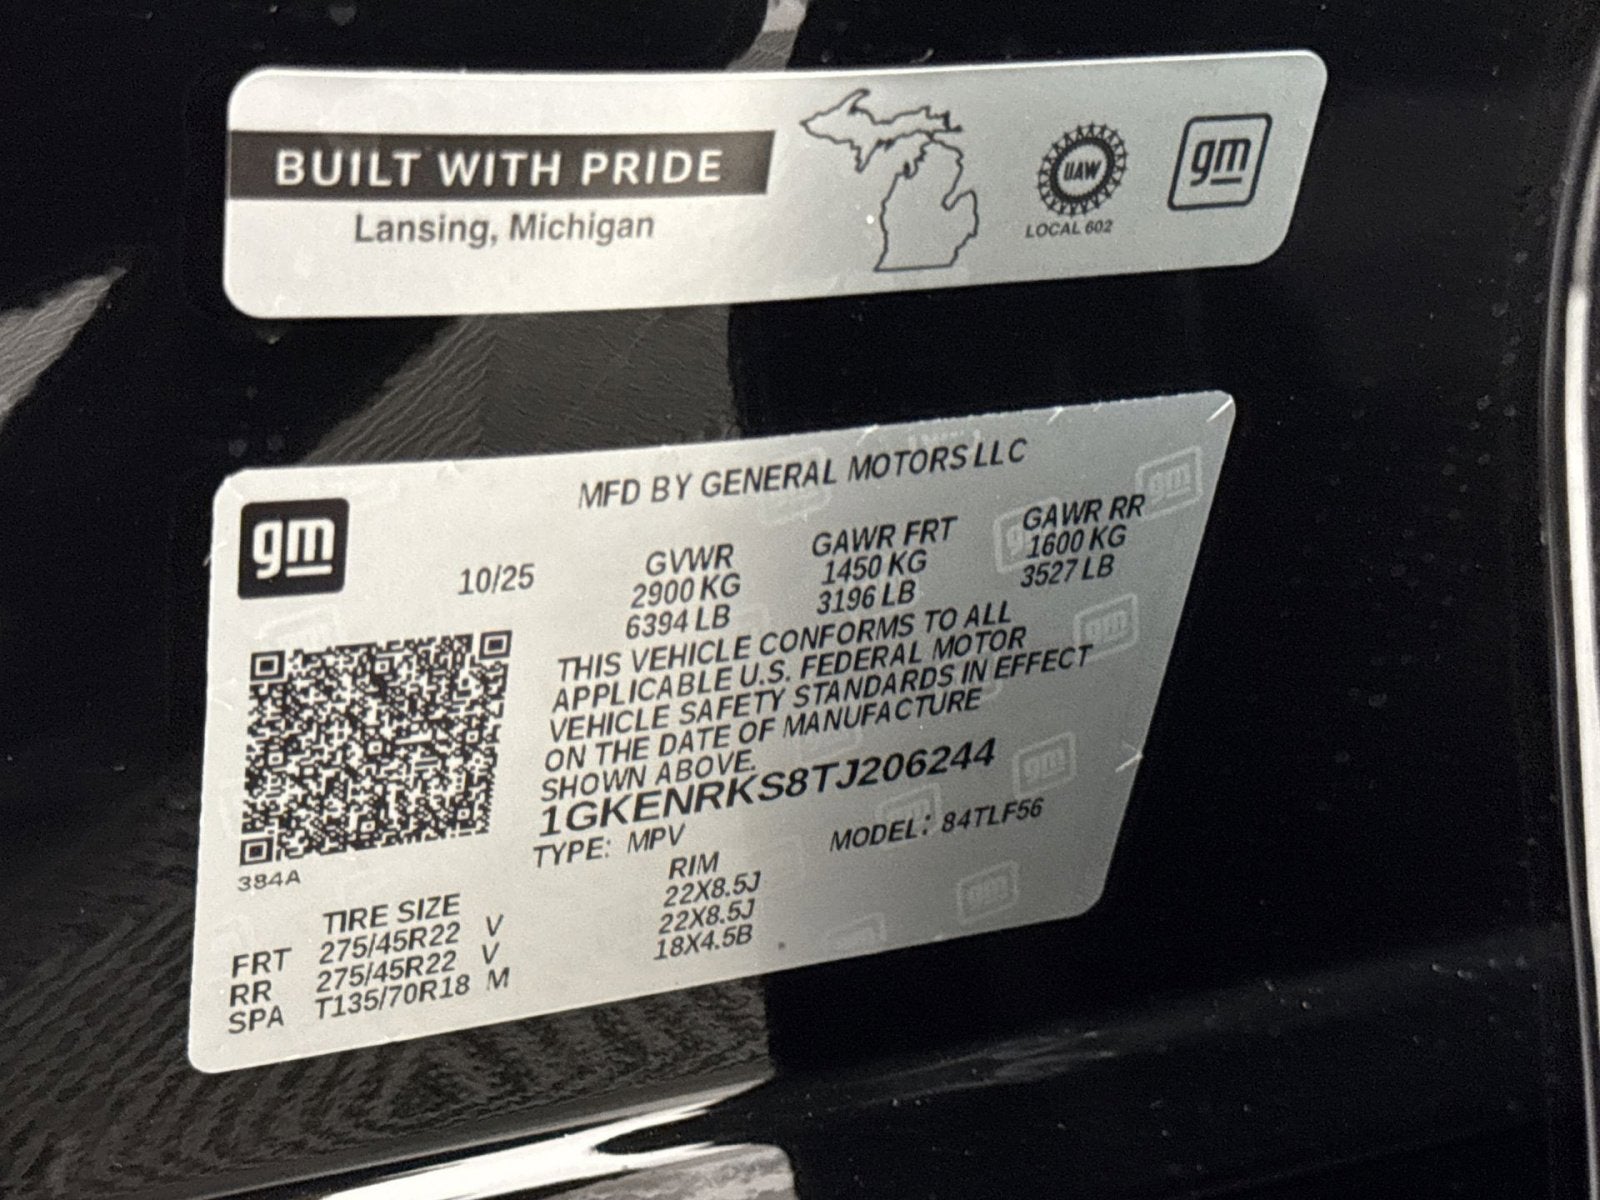 BUILT WITH PRIDE
Lansing, Michigan
UAW
LOCAL 602
gm
gm
MFD BY GENERAL MOTORS LLC
10/25
GVWR
2900 KG
6394 LB
GAWR FRT
1450 KG
3196 LB
GAWR RR
1600 KG
3527 LB
THIS VEHICLE CONFORMS TO ALL
APPLICABLE U.S. FEDERAL MOTOR
VEHICLE SAFETY STANDARDS IN EFFECT
ON THE DATE OF MANUFACTURE
SHOWN ABOVE.
1GKENRKS8TJ206244
TYPE: MPV MODEL: 84TLF56
384A
TIRE SIZE RIM
FRT 275/45R22 V 22X8.5J
RR 275/45R22 V 22X8.5J
SPA T135/70R18 M 18X4.5B